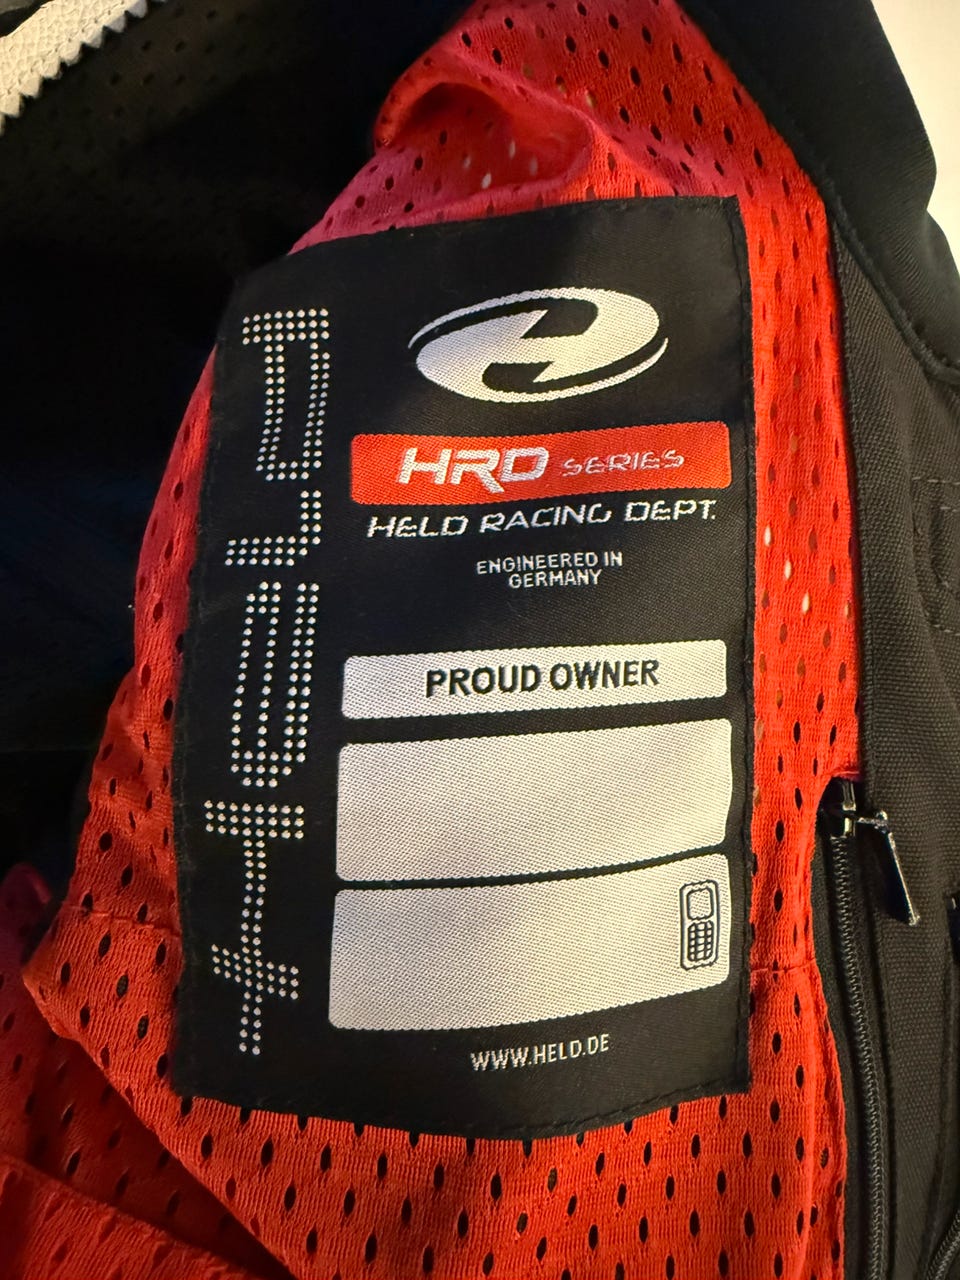 HRD SERIES
HELD RACING DEPT.
ENGINEERED IN
GERMANY
PROUD OWNER
WWW.HELD.DE